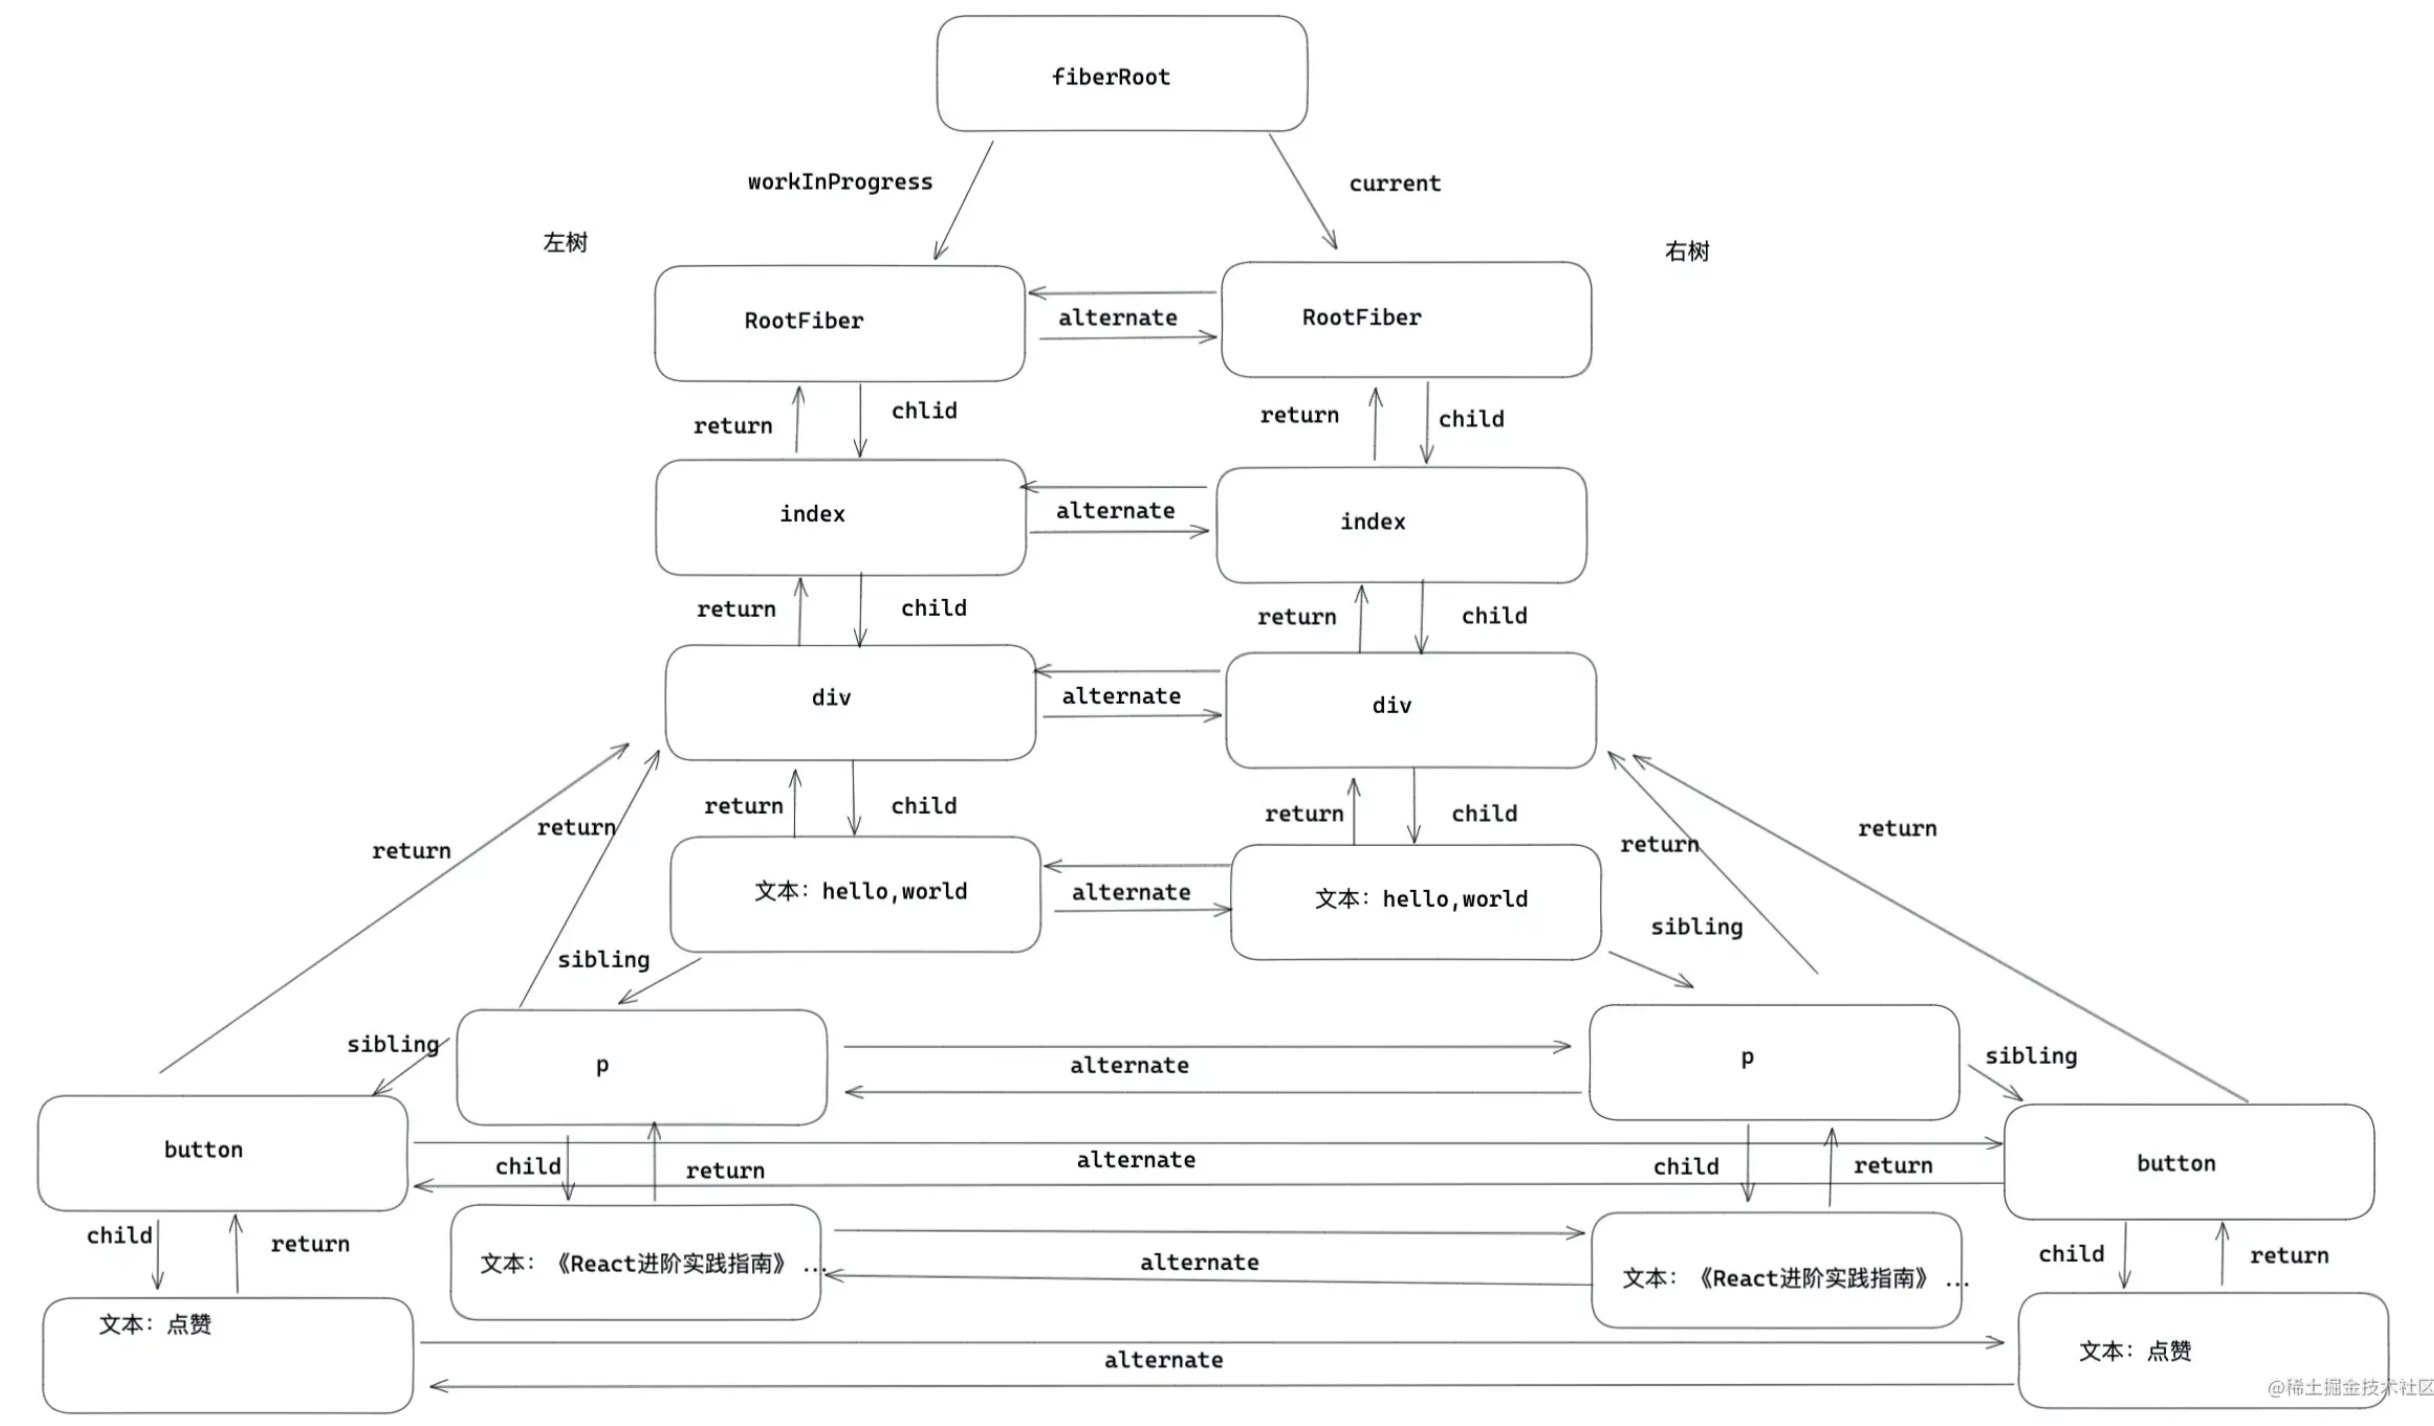 fiberRoot
workInProgress
current
左树
右树
RootFiber
alternate
RootFiber
return
chlid
return
child
index
alternate
index
return
child
return
child
div
alternate
div
return
return
return
child
return
child
return
return
文本：hello,world
alternate
文本：hello,world
sibling
sibling
sibling
p
alternate
p
sibling
button
child
return
alternate
child
return
button
child
return
文本：《React进阶实践指南》 ...
alternate
文本：《React进阶实践指南》 ...
child
return
文本：点赞
alternate
文本：点赞
@稀土掘金技术社区